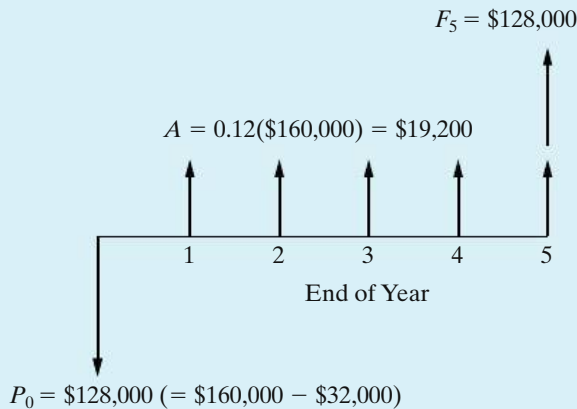 F₅ = $128,000
A = 0.12($160,000) = $19,200
1 2 3 4 5
End of Year
P₀ = $128,000 (= $160,000 − $32,000)